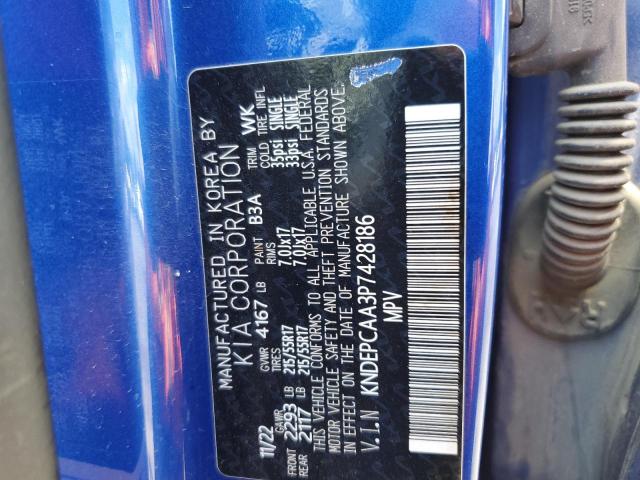 MANUFACTURED IN KOREA BY
KIA CORPORATION
11/22 GVWR 4167 LB PAINT B3A TRIM WK
GAWR TIRES RIMS COLD TIRE INFL
FRONT 2293 LB 215/55R17 7.0Jx17 35psi SINGLE
REAR 2117 LB 215/55R17 7.0Jx17 33psi SINGLE
THIS VEHICLE CONFORMS TO ALL APPLICABLE U.S.A. FEDERAL
MOTOR VEHICLE SAFETY AND THEFT PREVENTION STANDARDS
IN EFFECT ON THE DATE OF MANUFACTURE SHOWN ABOVE.
V.I.N KNDEPCAA3P7428186
MPV